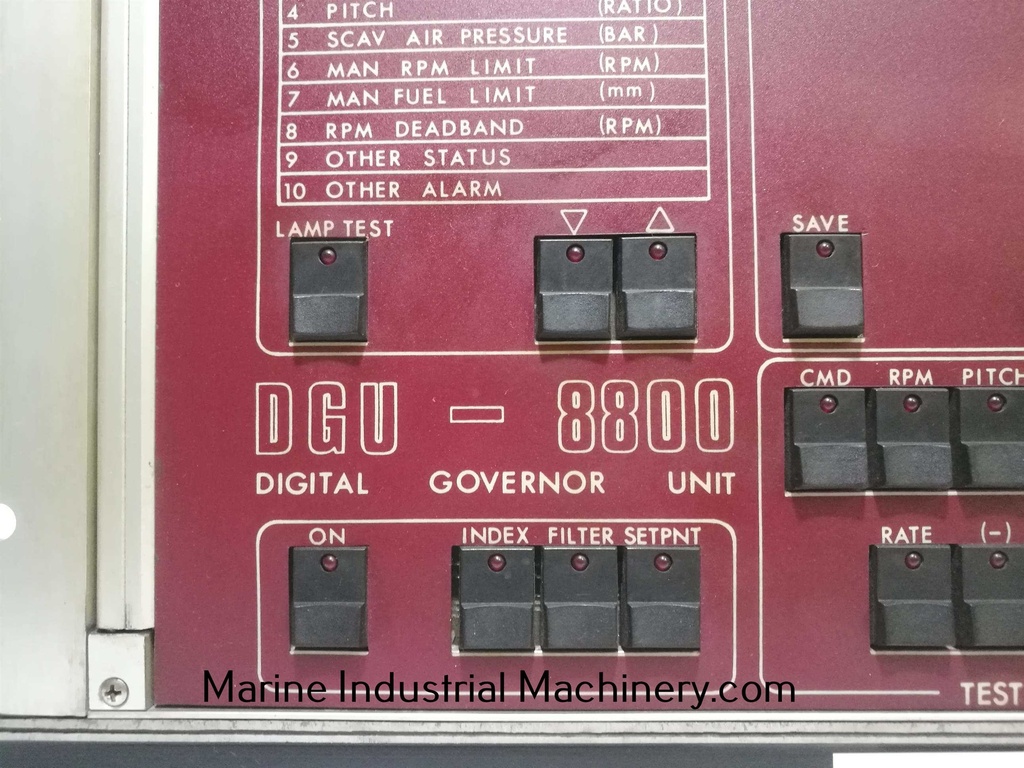 4 PITCH (RATIO)
5 SCAV AIR PRESSURE (BAR)
6 MAN RPM LIMIT (RPM)
7 MAN FUEL LIMIT (mm)
8 RPM DEADBAND (RPM)
9 OTHER STATUS
10 OTHER ALARM
LAMP TEST
SAVE
CMD RPM PITCH
DGU - 8800
DIGITAL GOVERNOR UNIT
ON INDEX FILTER SETPNT
RATE (-)
TEST
Marine Industrial Machinery.com